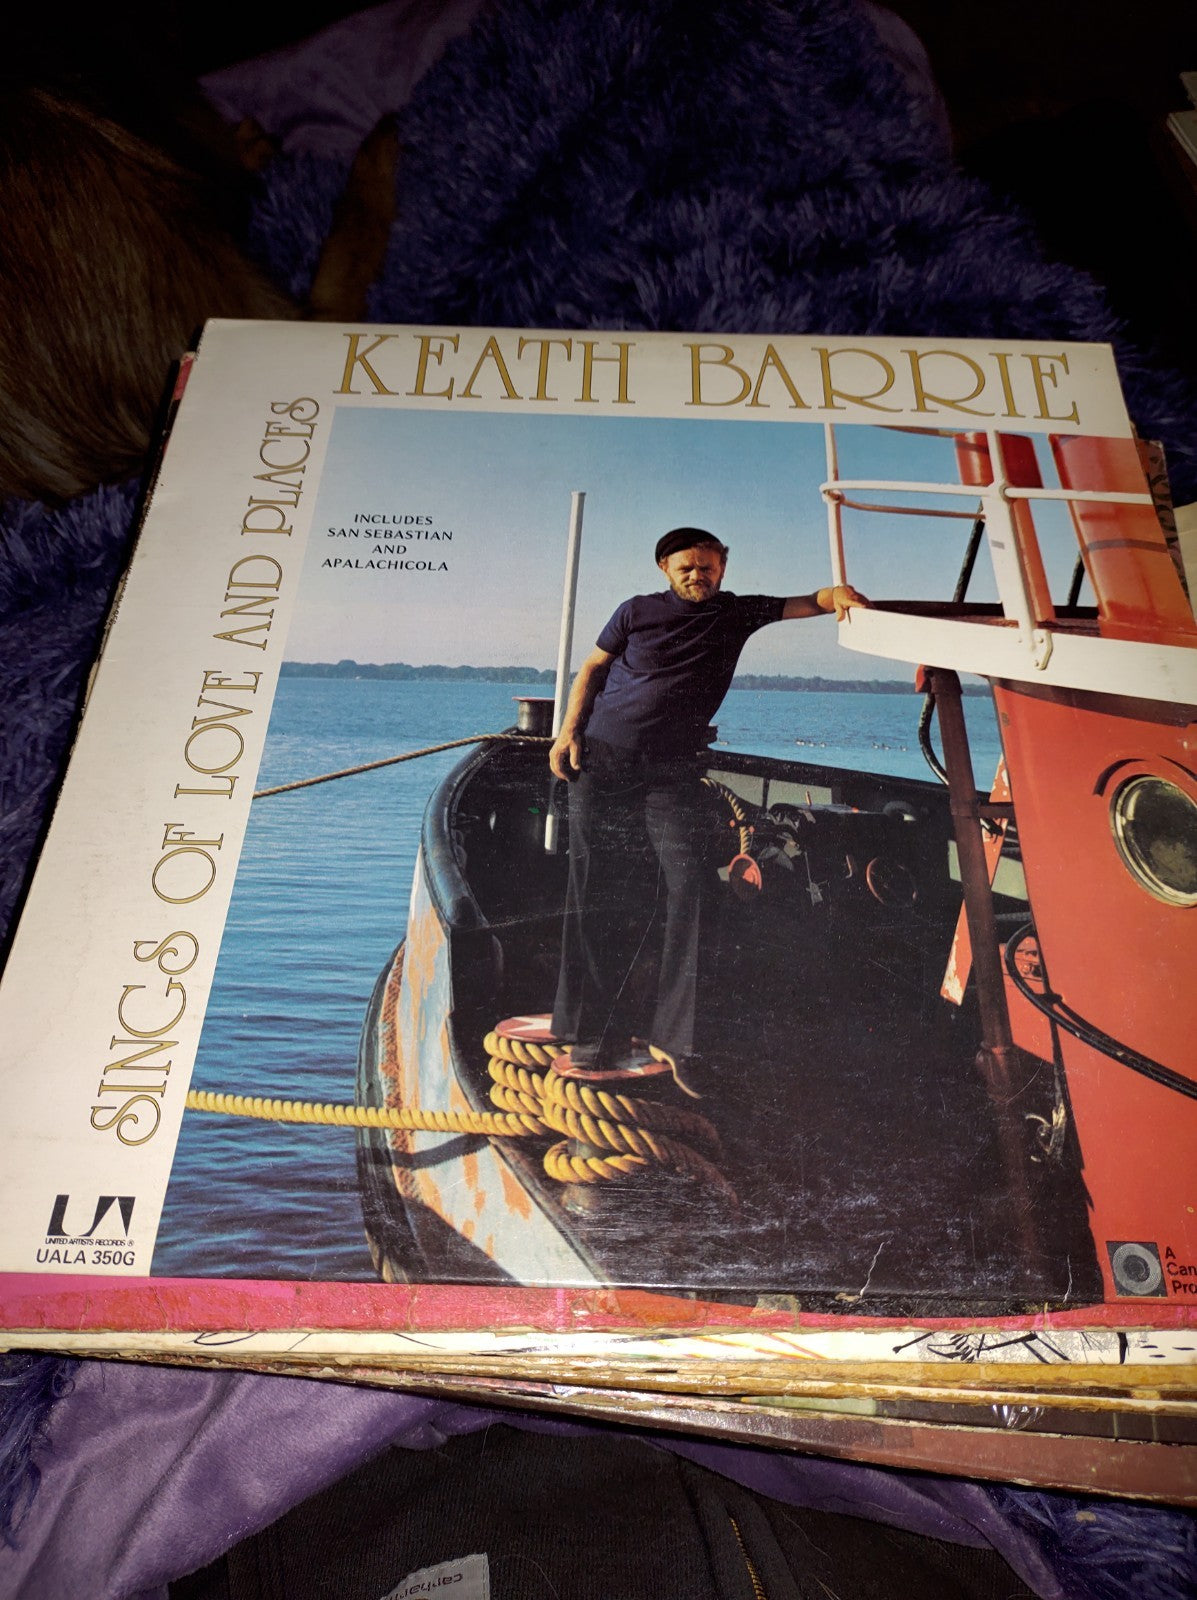 KEATH BARRIE
SINGS OF LOVE AND PLACES
INCLUDES
SAN SEBASTIAN
AND
APALACHICOLA
UA
UNITED ARTISTS RECORDS ®
UALA 350G
A
Can
Pro
carhar